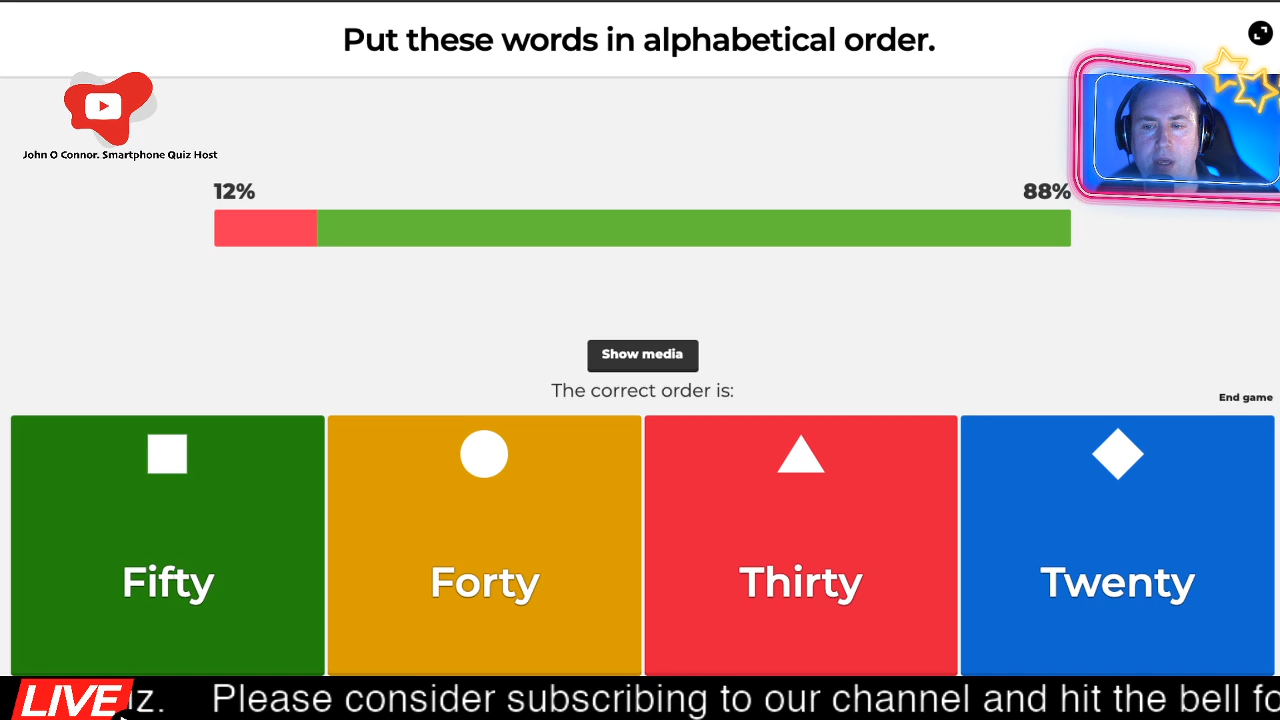 Put these words in alphabetical order.
John O Connor. Smartphone Quiz Host
12%
88%
Show media
The correct order is:
End game
Fifty
Forty
Thirty
Twenty
LIVE
iz. Please consider subscribing to our channel and hit the bell fo